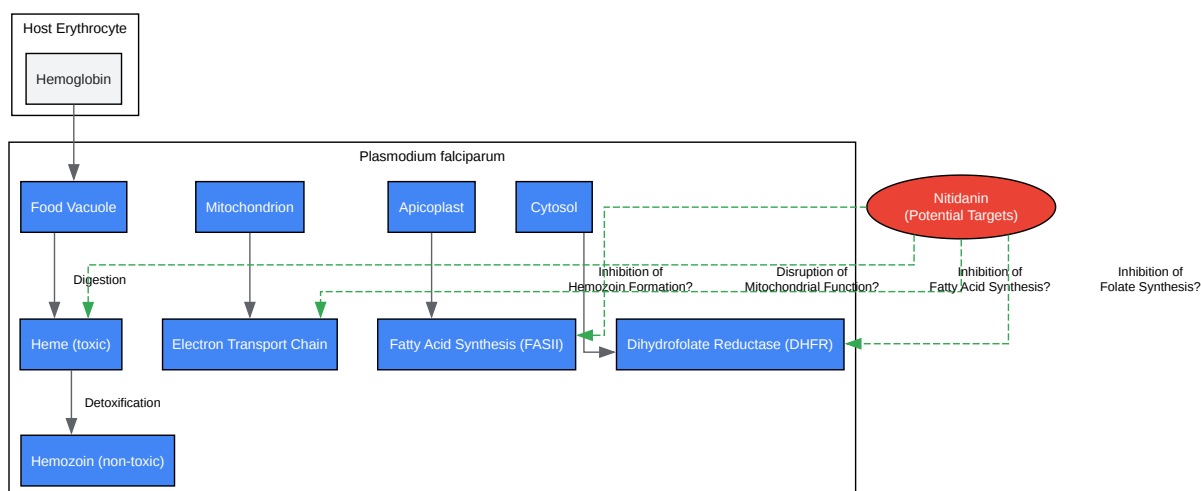 Host Erythrocyte
Hemoglobin
Plasmodium falciparum
Food Vacuole
Mitochondrion
Apicoplast
Cytosol
Nitidanin
(Potential Targets)
Digestion
Inhibition of
Hemozoin Formation?
Disruption of
Mitochondrial Function?
Inhibition of
Fatty Acid Synthesis?
Inhibition of
Folate Synthesis?
Heme (toxic)
Electron Transport Chain
Fatty Acid Synthesis (FASII)
Dihydrofolate Reductase (DHFR)
Detoxification
Hemozoin (non-toxic)